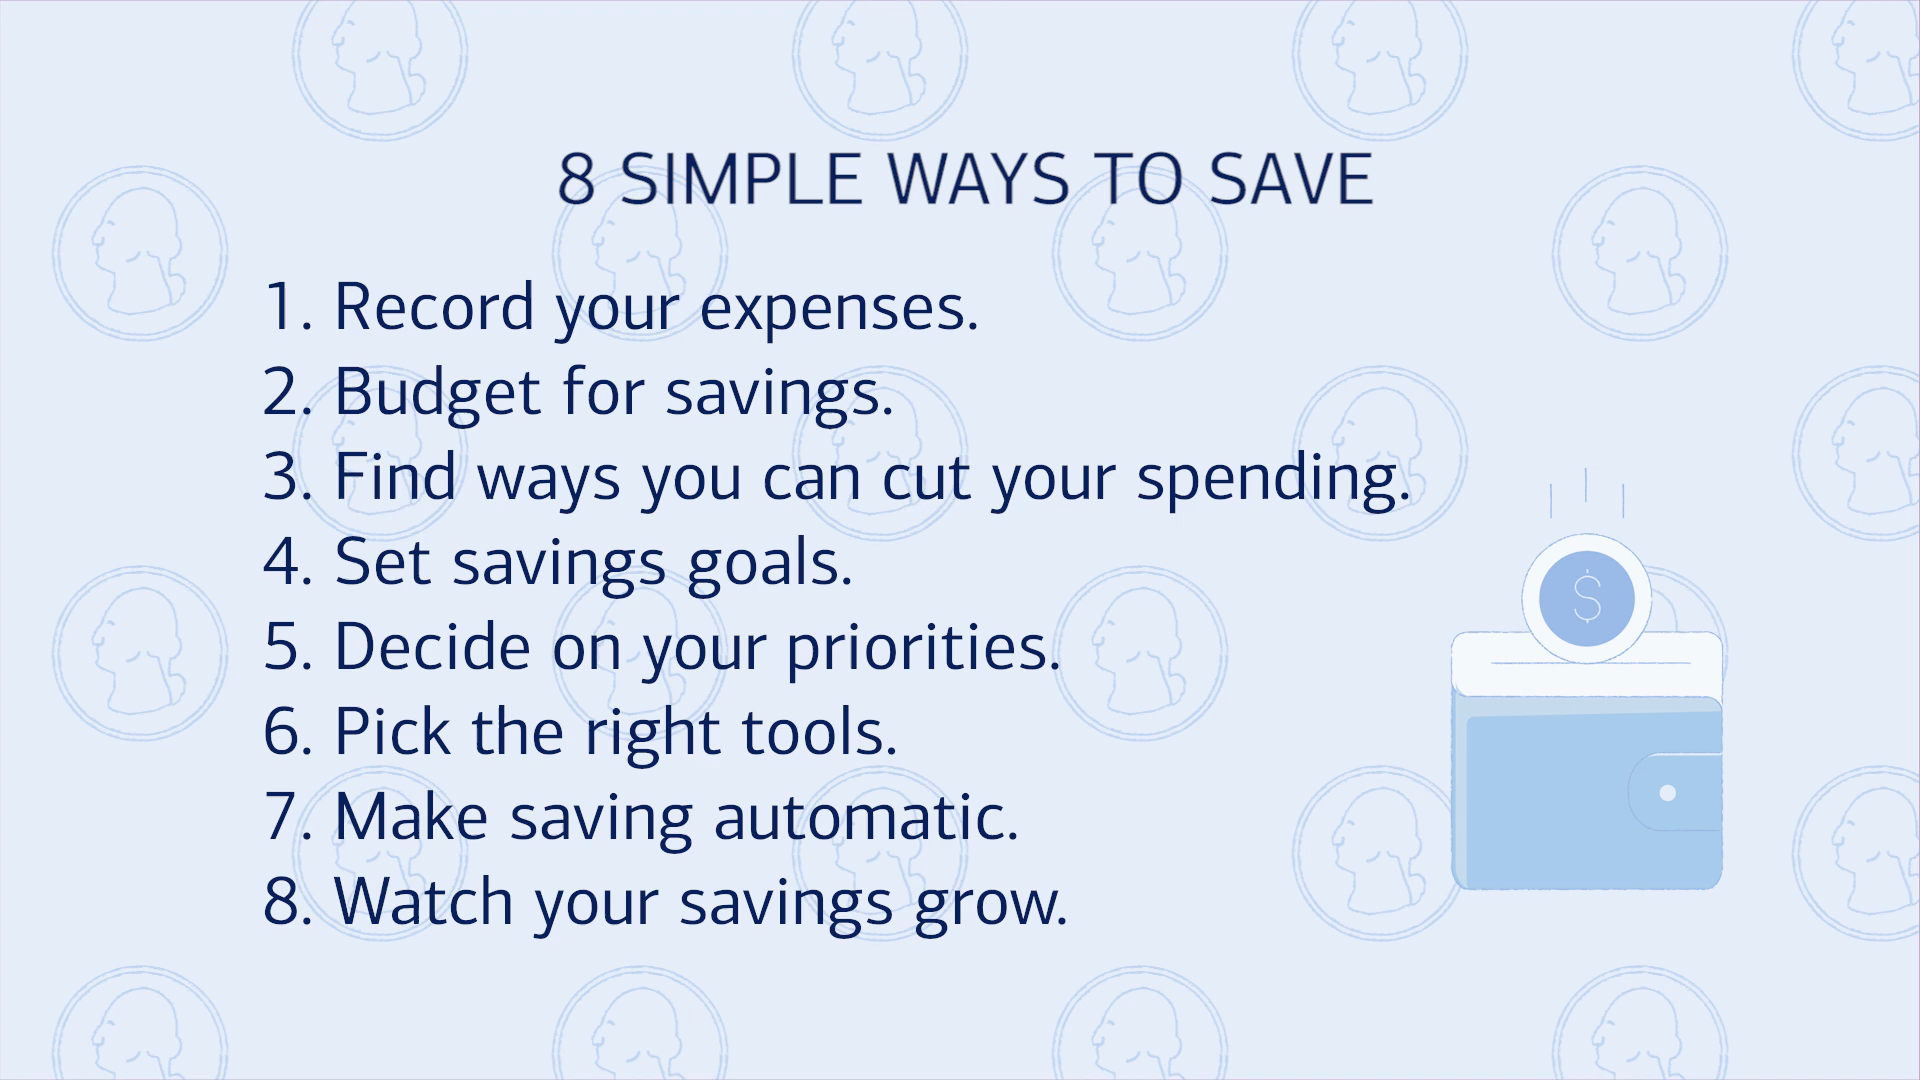 8 SIMPLE WAYS TO SAVE
1. Record your expenses.
2. Budget for savings.
3. Find ways you can cut your spending.
4. Set savings goals.
5. Decide on your priorities.
6. Pick the right tools.
7. Make saving automatic.
8. Watch your savings grow.
$